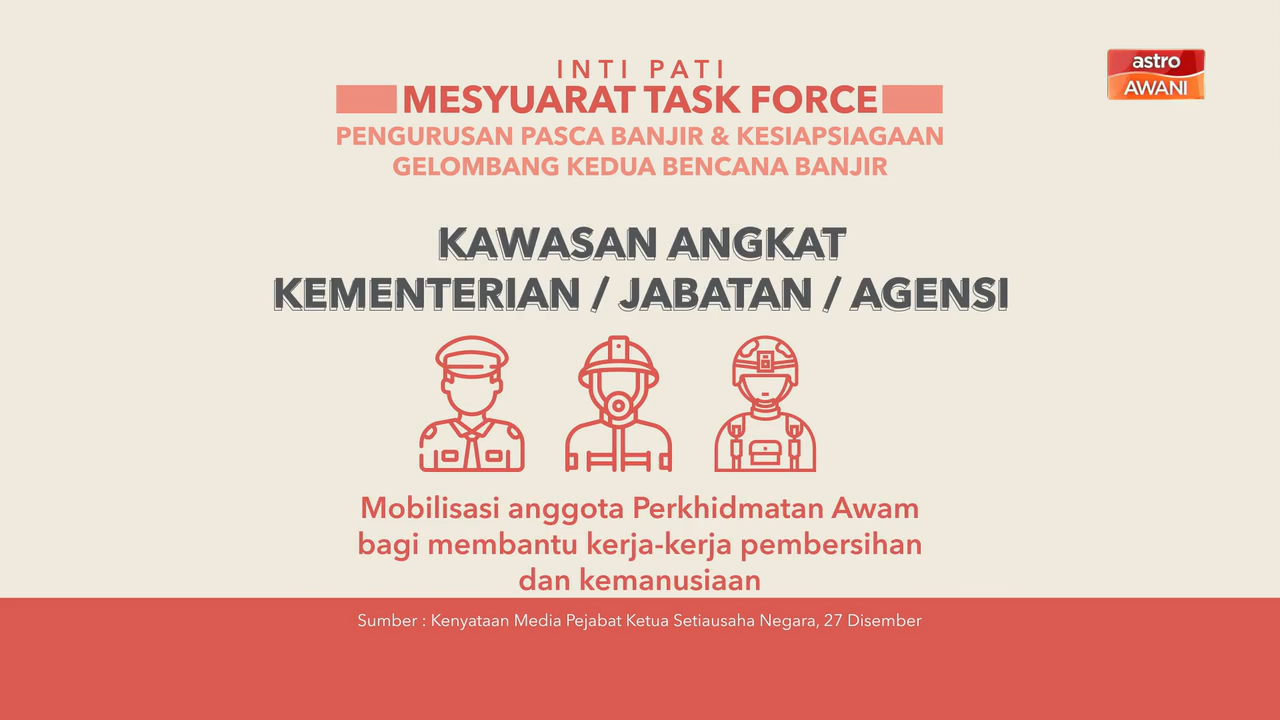 INTI PATI
MESYUARAT TASK FORCE
PENGURUSAN PASCA BANJIR & KESIAPSIAGAAN
GELOMBANG KEDUA BENCANA BANJIR
astro
AWANI
KAWASAN ANGKAT
KEMENTERIAN / JABATAN / AGENSI
Mobilisasi anggota Perkhidmatan Awam
bagi membantu kerja-kerja pembersihan
dan kemanusiaan
Sumber : Kenyataan Media Pejabat Ketua Setiausaha Negara, 27 Disember